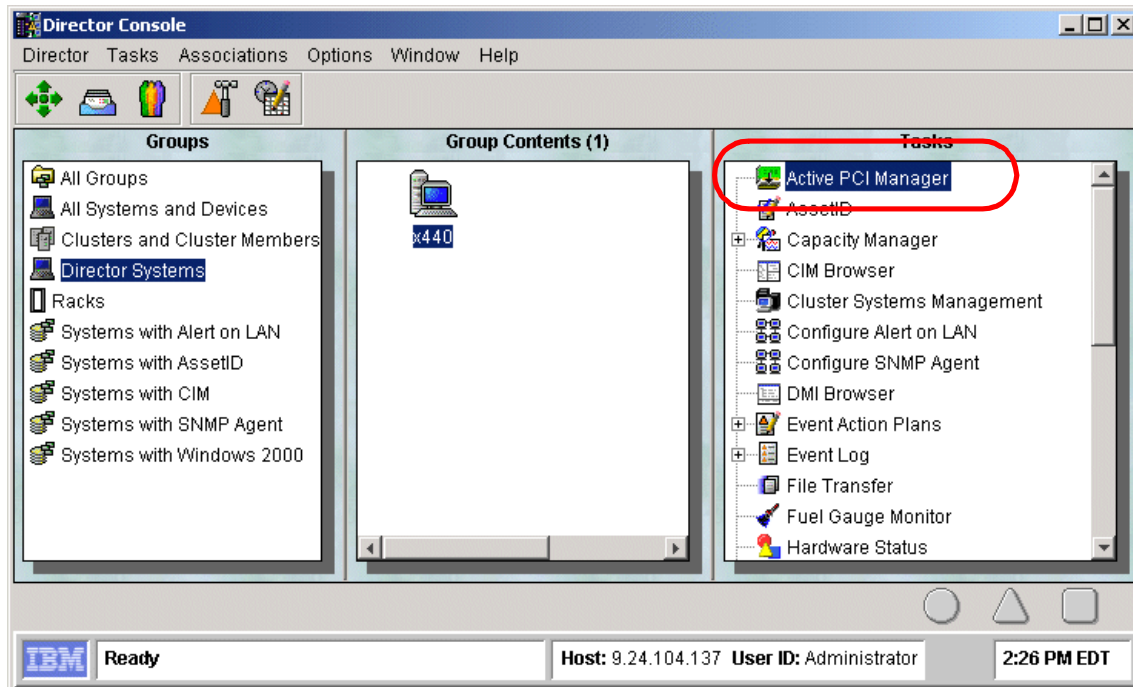 Director Console
Director Tasks Associations Options Window Help
Groups
All Groups
All Systems and Devices
Clusters and Cluster Members
Director Systems
Racks
Systems with Alert on LAN
Systems with AssetID
Systems with CIM
Systems with SNMP Agent
Systems with Windows 2000
Group Contents (1)
x440
Tasks
Active PCI Manager
AssetID
Capacity Manager
CIM Browser
Cluster Systems Management
Configure Alert on LAN
Configure SNMP Agent
DMI Browser
Event Action Plans
Event Log
File Transfer
Fuel Gauge Monitor
Hardware Status
IBM Ready Host: 9.24.104.137 User ID: Administrator 2:26 PM EDT